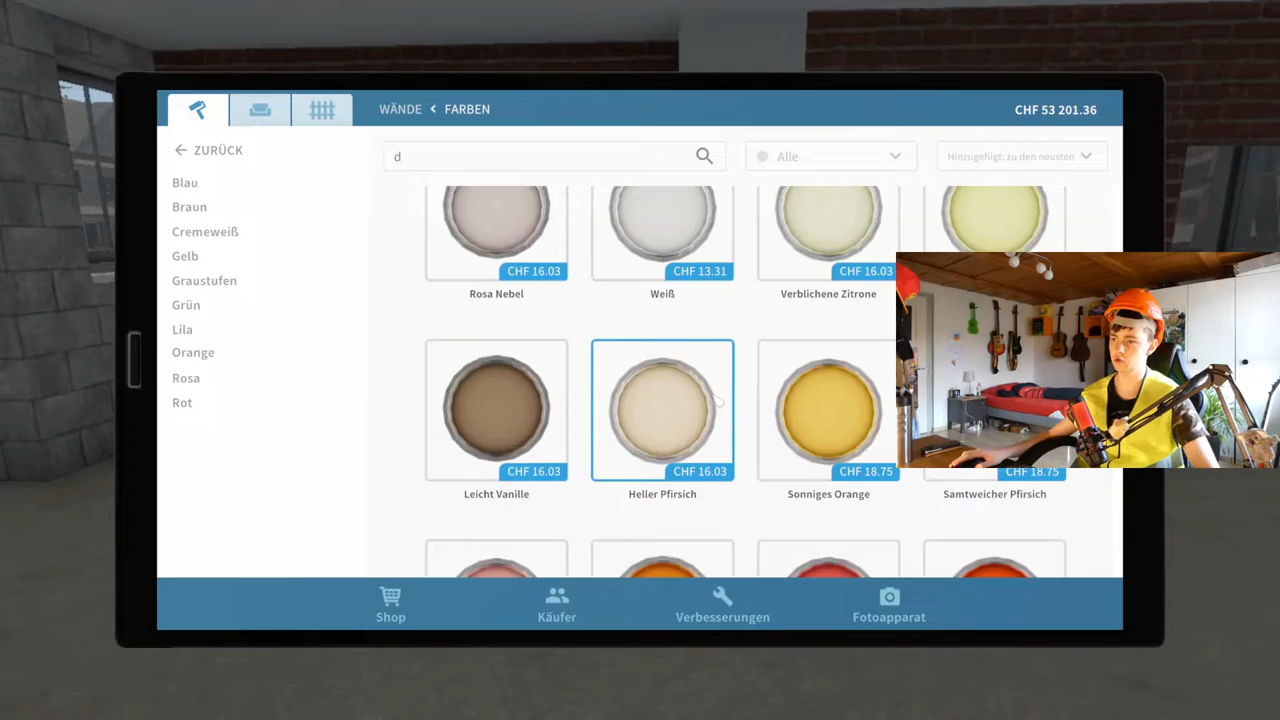 WÄNDE < FARBEN
CHF 53 201.36
ZURÜCK
d
Alle
Hinzugefügt: zu den neusten
Blau
Braun
Cremeweiß
Gelb
Graustufen
Grün
Lila
Orange
Rosa
Rot
CHF 16.03
CHF 13.31
CHF 16.03
Rosa Nebel
Weiß
Verblichene Zitrone
CHF 16.03
CHF 16.03
CHF 18.75
CHF 18.75
Leicht Vanille
Heller Pfirsich
Sonniges Orange
Samtweicher Pfirsich
Shop
Käufer
Verbesserungen
Fotoapparat